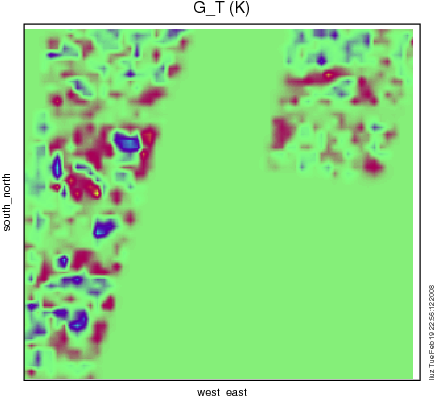 G_T (K)
south_north
west_east
luz Tue Feb 19 22:56:12 2008